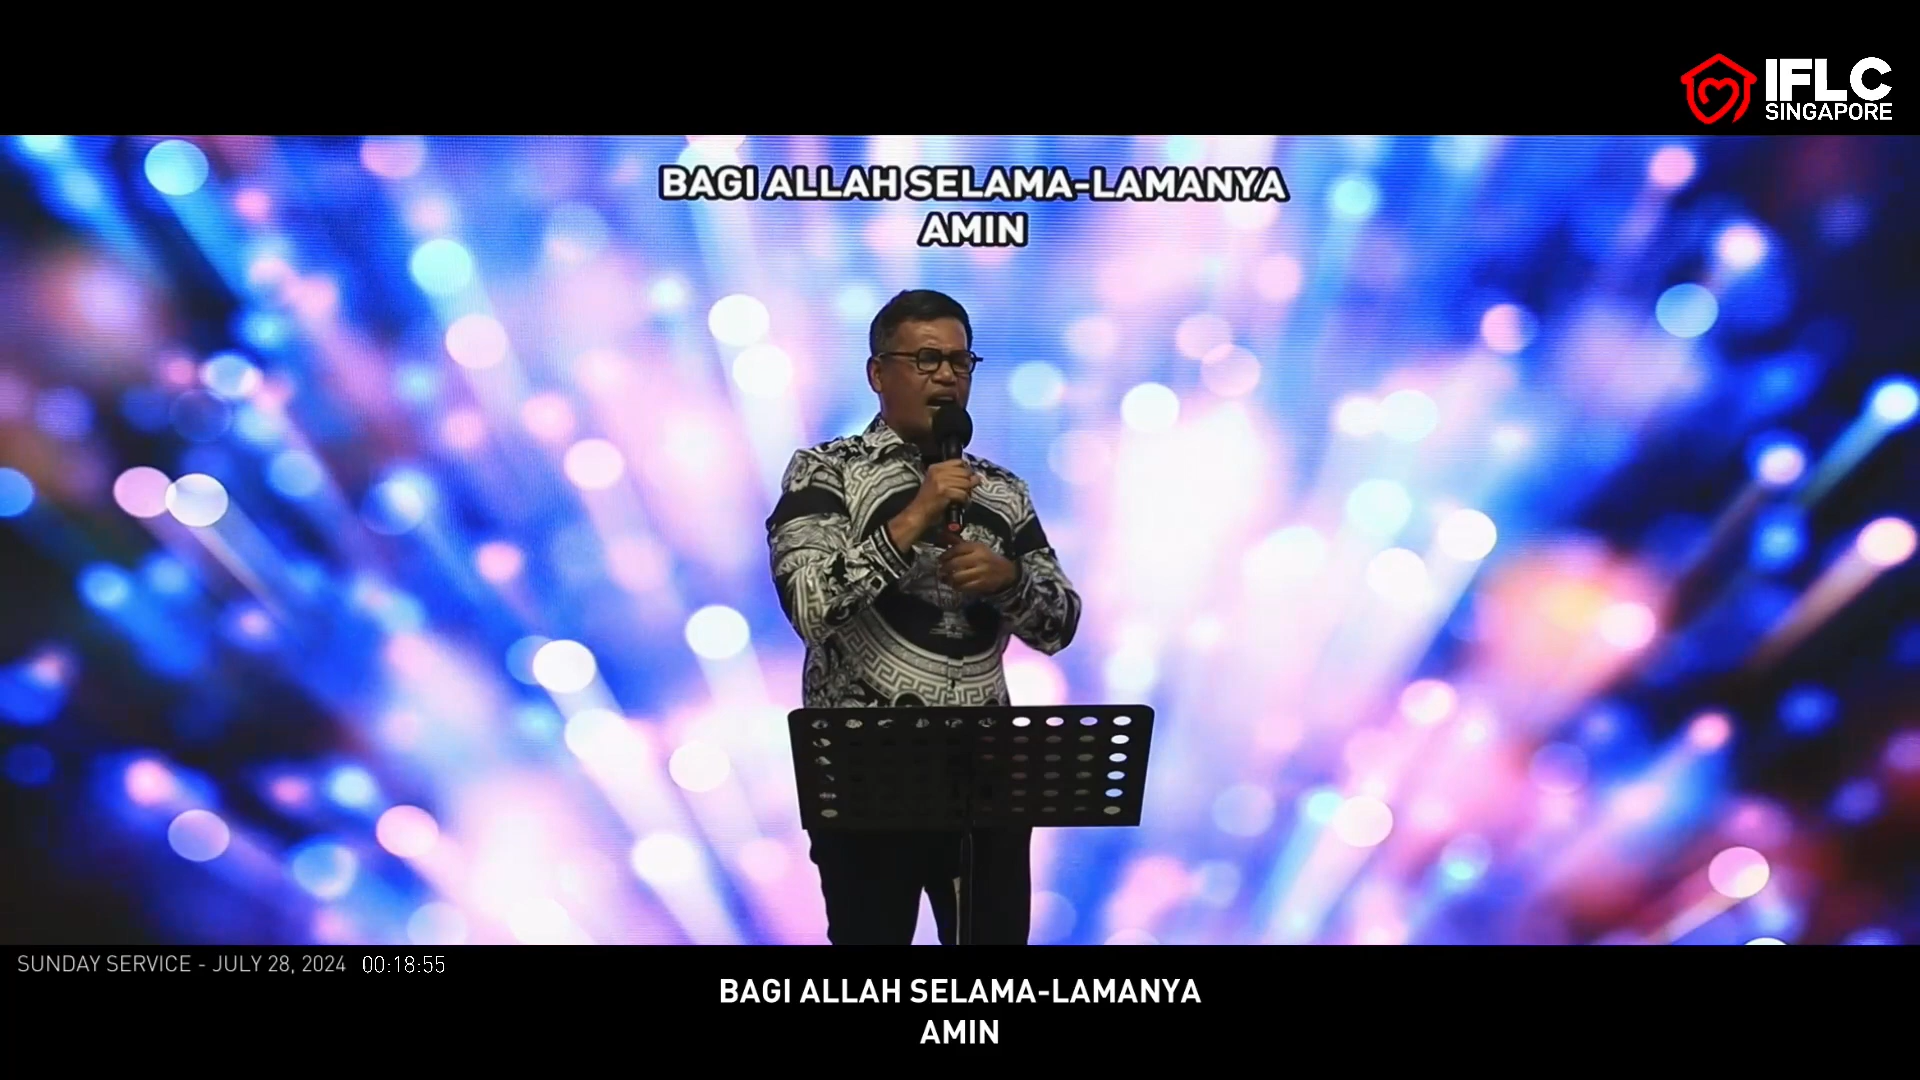 IFLC
SINGAPORE
BAGI ALLAH SELAMA-LAMANYA
AMIN
SUNDAY SERVICE - JULY 28, 2024 00:18:55
BAGI ALLAH SELAMA-LAMANYA
AMIN